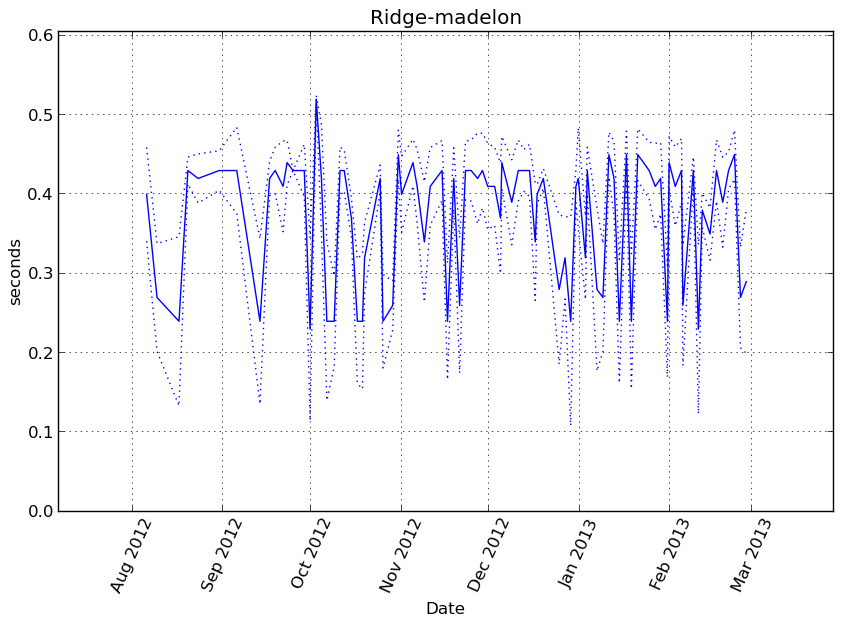 Ridge-madelon
0.6
0.5
0.4
0.3
0.2
0.1
0.0
seconds
Aug 2012
Sep 2012
Oct 2012
Nov 2012
Dec 2012
Jan 2013
Feb 2013
Mar 2013
Date